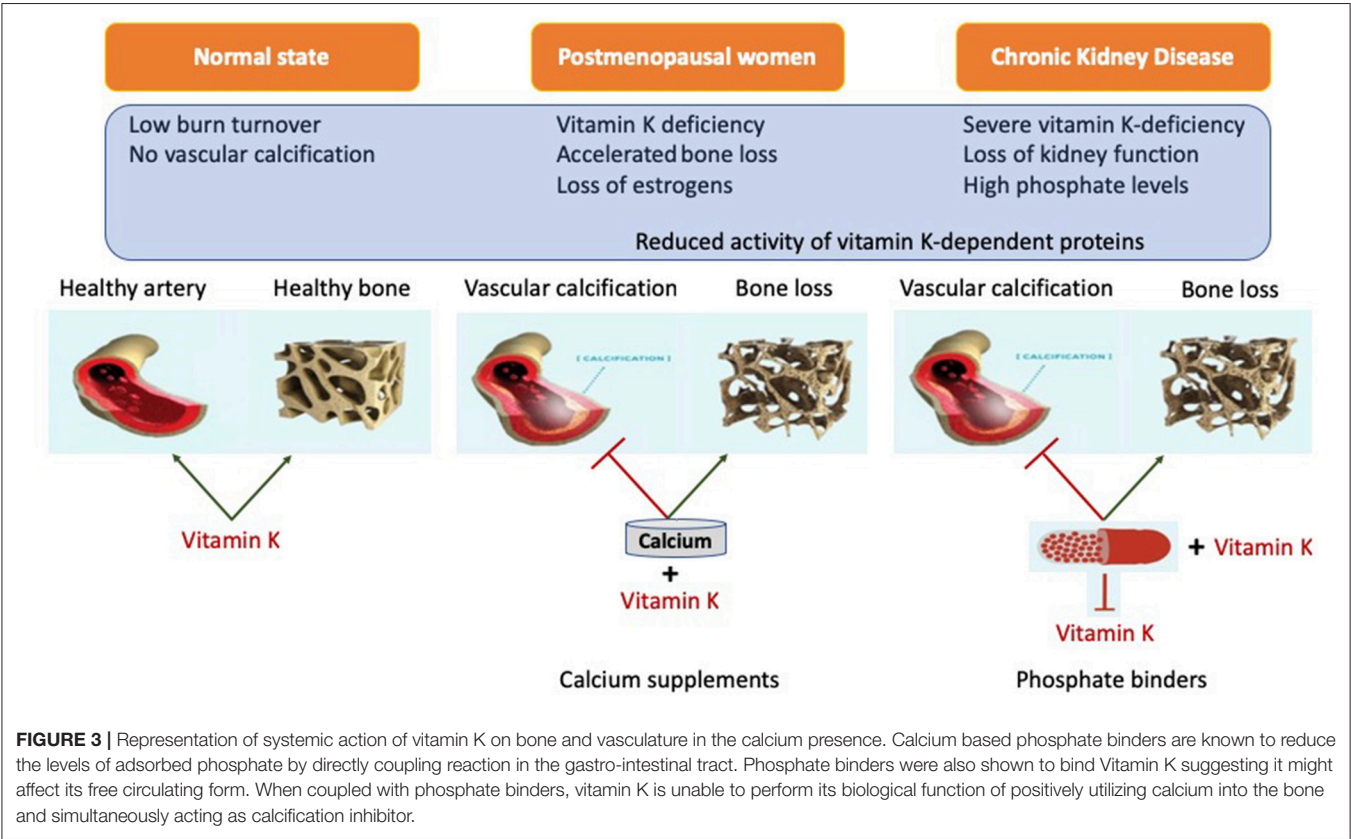 Normal state
Postmenopausal women
Chronic Kidney Disease
Low burn turnover
No vascular calcification
Vitamin K deficiency
Accelerated bone loss
Loss of estrogens
Severe vitamin K-deficiency
Loss of kidney function
High phosphate levels
Reduced activity of vitamin K-dependent proteins
Healthy artery
Healthy bone
Vascular calcification
Bone loss
Vascular calcification
Bone loss
[ CALCIFICATION ]
[ CALCIFICATION ]
Vitamin K
Calcium
+
Vitamin K
+ Vitamin K
Vitamin K
Calcium supplements
Phosphate binders
FIGURE 3 | Representation of systemic action of vitamin K on bone and vasculature in the calcium presence. Calcium based phosphate binders are known to reduce
the levels of adsorbed phosphate by directly coupling reaction in the gastro-intestinal tract. Phosphate binders were also shown to bind Vitamin K suggesting it might
affect its free circulating form. When coupled with phosphate binders, vitamin K is unable to perform its biological function of positively utilizing calcium into the bone
and simultaneously acting as calcification inhibitor.